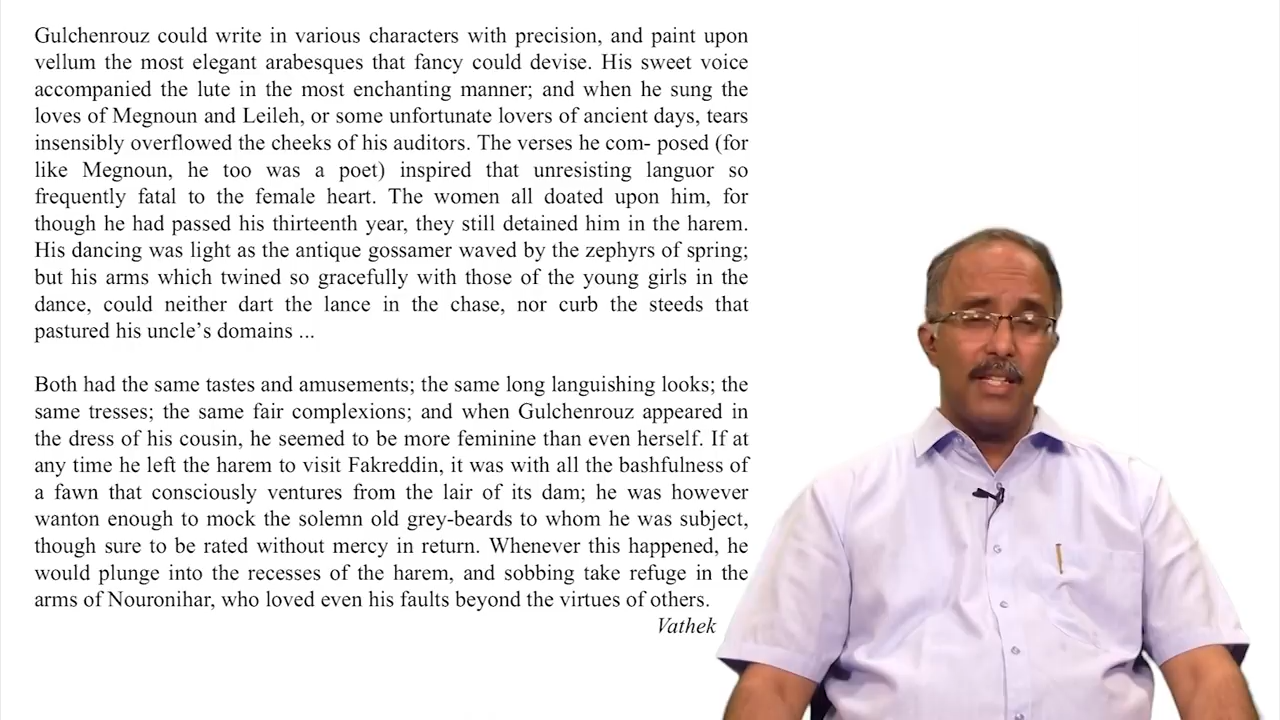 Gulchenrouz could write in various characters with precision, and paint upon
vellum the most elegant arabesques that fancy could devise. His sweet voice
accompanied the lute in the most enchanting manner; and when he sung the
loves of Megnoun and Leileh, or some unfortunate lovers of ancient days, tears
insensibly overflowed the cheeks of his auditors. The verses he com- posed (for
like Megnoun, he too was a poet) inspired that unresisting languor so
frequently fatal to the female heart. The women all doated upon him, for
though he had passed his thirteenth year, they still detained him in the harem.
His dancing was light as the antique gossamer waved by the zephyrs of spring;
but his arms which twined so gracefully with those of the young girls in the
dance, could neither dart the lance in the chase, nor curb the steeds that
pastured his uncle’s domains ...
Both had the same tastes and amusements; the same long languishing looks; the
same tresses; the same fair complexions; and when Gulchenrouz appeared in
the dress of his cousin, he seemed to be more feminine than even herself. If at
any time he left the harem to visit Fakreddin, it was with all the bashfulness of
a fawn that consciously ventures from the lair of its dam; he was however
wanton enough to mock the solemn old grey-beards to whom he was subject,
though sure to be rated without mercy in return. Whenever this happened, he
would plunge into the recesses of the harem, and sobbing take refuge in the
arms of Nouronihar, who loved even his faults beyond the virtues of others.
Vathek